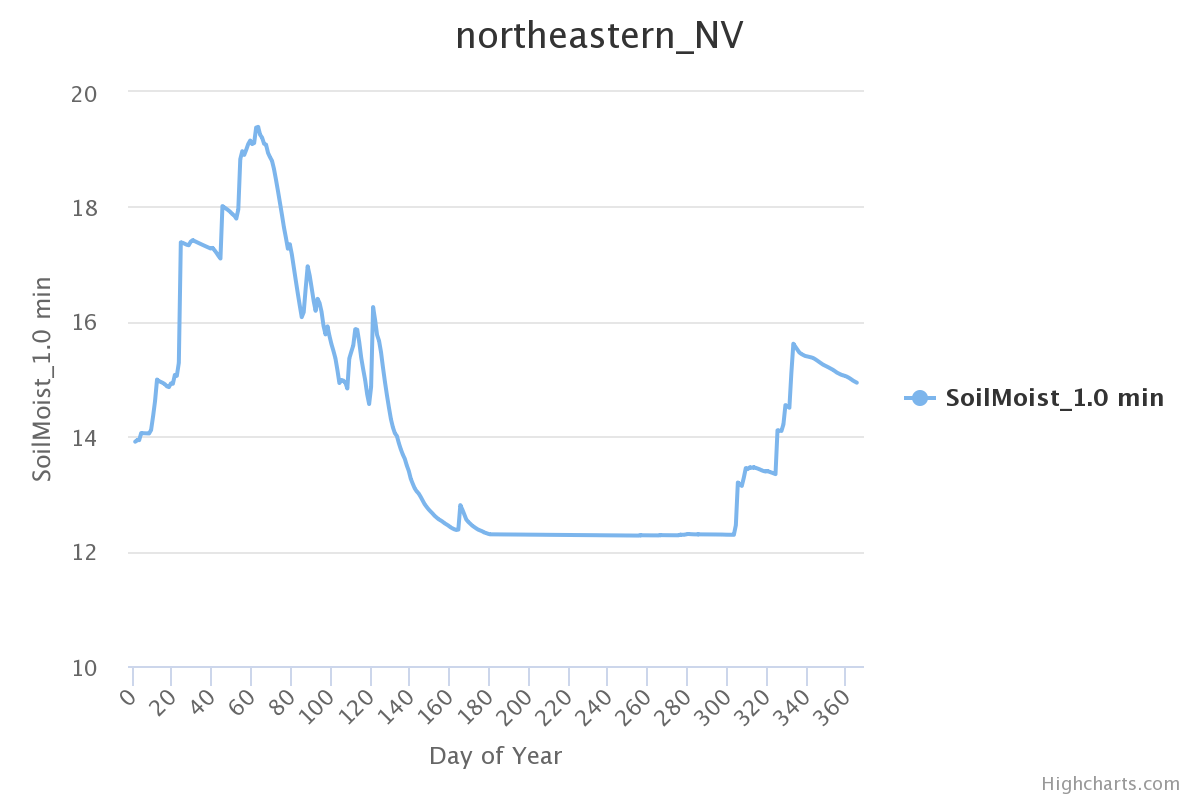 northeastern_NV
20
18
16
14
12
10
SoilMoist_1.0 min
0 20 40 60 80 100 120 140 160 180 200 220 240 260 280 300 320 340 360
Day of Year
SoilMoist_1.0 min
Highcharts.com